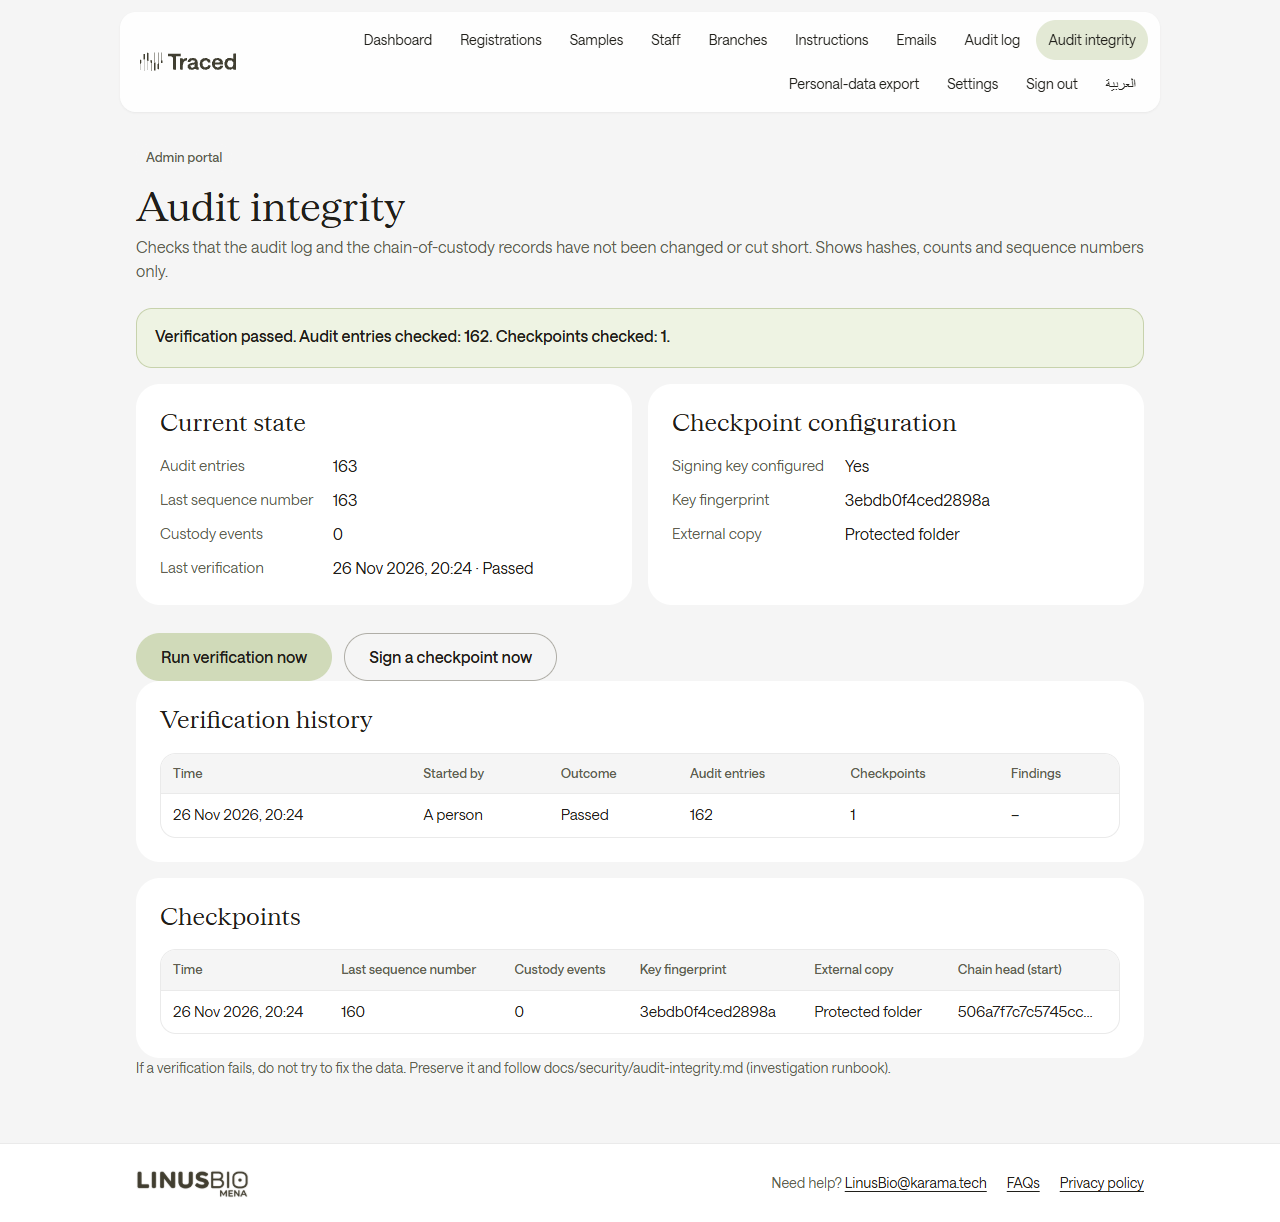 Traced
Dashboard Registrations Samples Staff Branches Instructions Emails Audit log Audit integrity
Personal-data export Settings Sign out العربية
Admin portal
Audit integrity
Checks that the audit log and the chain-of-custody records have not been changed or cut short. Shows hashes, counts and sequence numbers
only.
Verification passed. Audit entries checked: 162. Checkpoints checked: 1.
Current state
Audit entries 163
Last sequence number 163
Custody events 0
Last verification 26 Nov 2026, 20:24 · Passed
Checkpoint configuration
Signing key configured Yes
Key fingerprint 3ebdb0f4ced2898a
External copy Protected folder
Run verification now Sign a checkpoint now
Verification history
Time Started by Outcome Audit entries Checkpoints Findings
26 Nov 2026, 20:24 A person Passed 162 1 –
Checkpoints
Time Last sequence number Custody events Key fingerprint External copy Chain head (start)
26 Nov 2026, 20:24 160 0 3ebdb0f4ced2898a Protected folder 506a7f7c7c5745cc...
If a verification fails, do not try to fix the data. Preserve it and follow docs/security/audit-integrity.md (investigation runbook).
LINUSBIO
MENA
Need help? LinusBio@karama.tech FAQs Privacy policy